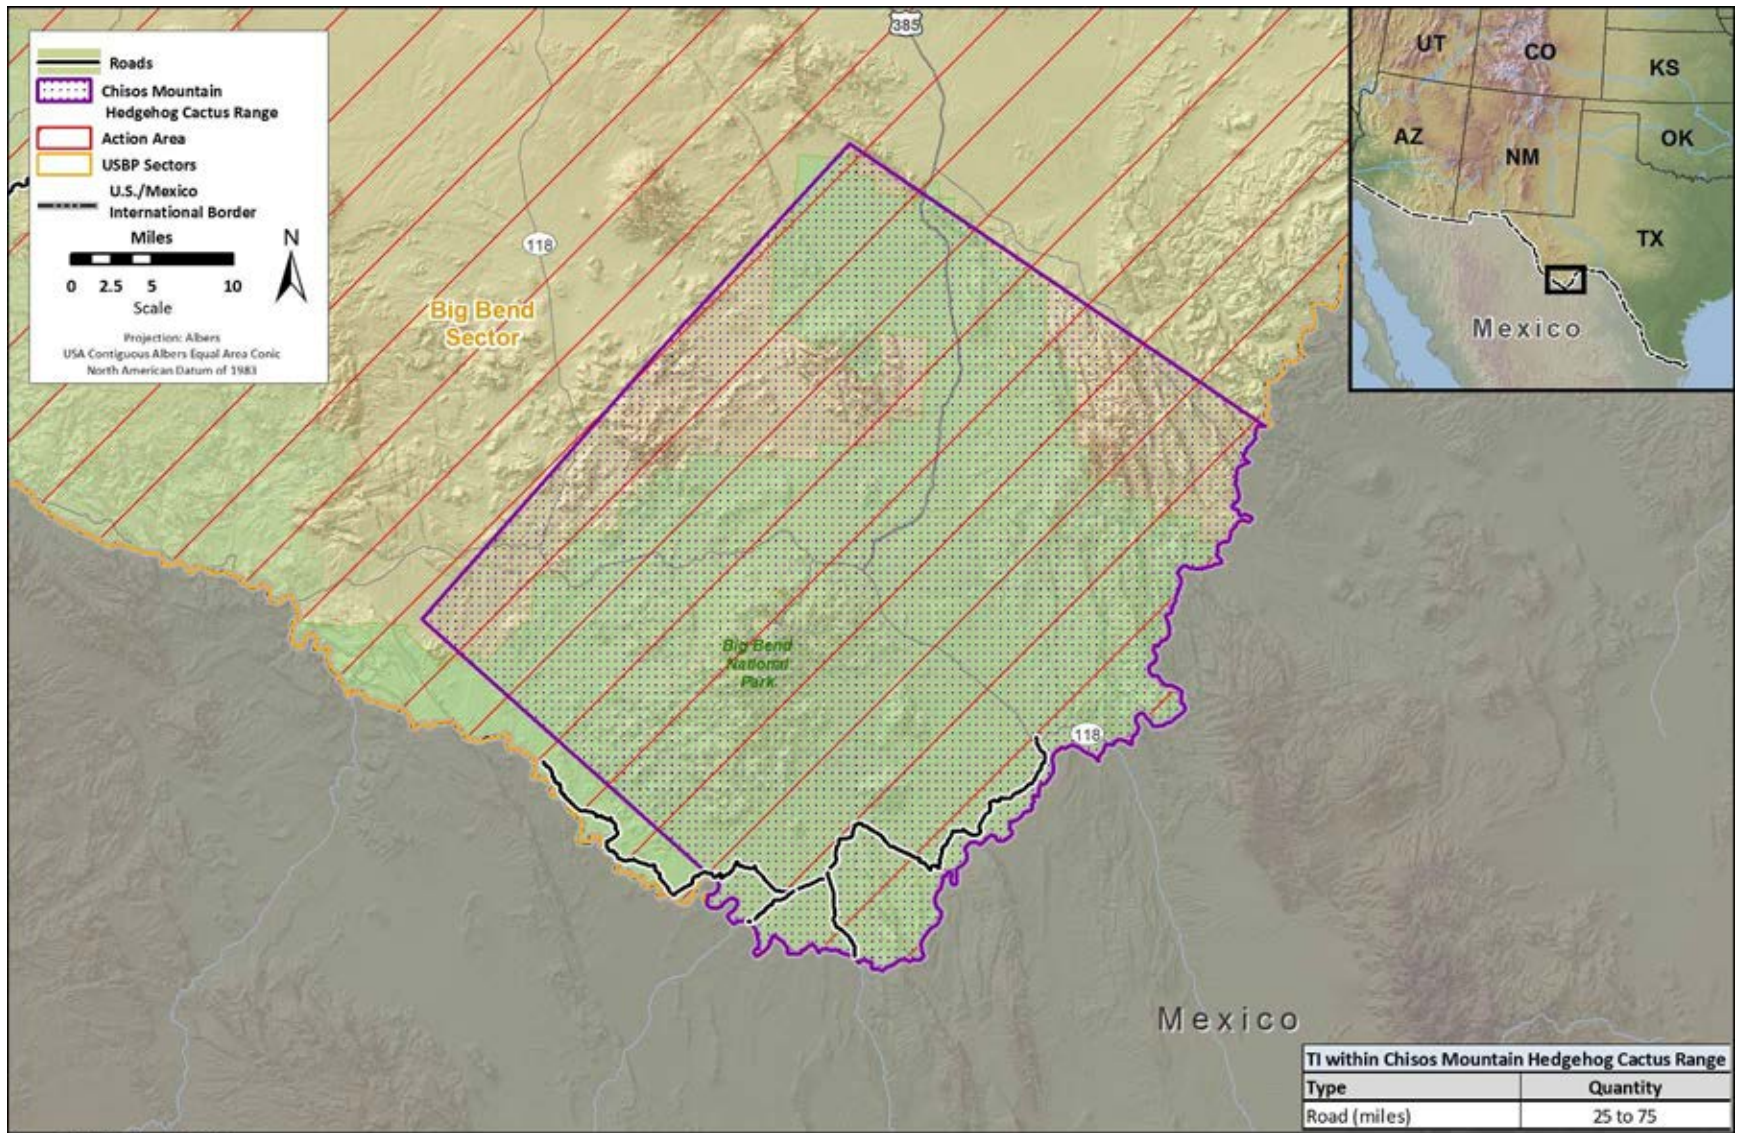 Roads
Chisos Mountain
Hedgehog Cactus Range
Action Area
USBP Sectors
U.S./Mexico
International Border
Miles
N
0 2.5 5 10
Scale
Projection: Albers
USA Contiguous Albers Equal Area Conic
North American Datum of 1983
385
118
Big Bend
Sector
Big Bend
National
Park
118
Mexico
UT
CO
KS
AZ
NM
OK
TX
Mexico
TI within Chisos Mountain Hedgehog Cactus Range
Type Quantity
Road (miles) 25 to 75